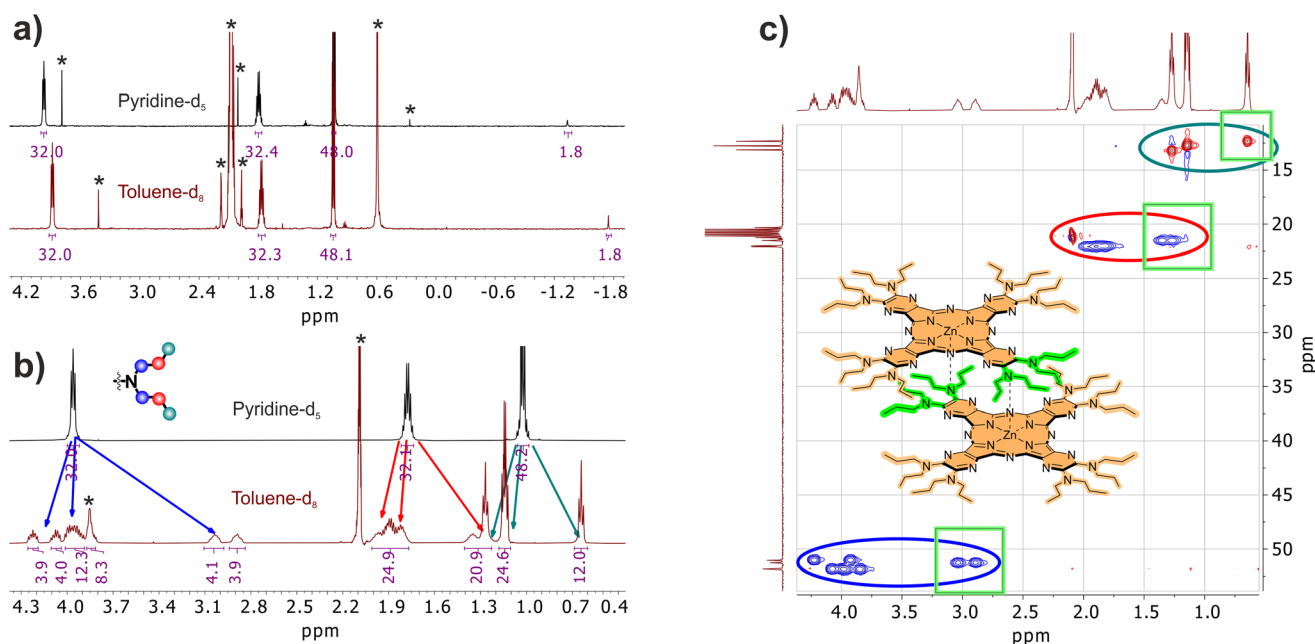 a)
* * * * *
Pyridine-d5
* *
32.0 32.4 48.0 1.8
* * *
Toluene-d8
*
32.0 32.3 48.1 1.8
4.2 3.6 3.0 2.4 1.8 1.2 0.6 0.0 -0.6 -1.2 -1.8
ppm
b)
N
*
Pyridine-d5
32.0 32.1 48.2
Toluene-d8
*
3.9 4.0 12.3 8.3 4.1 3.9 24.9 20.9 24.6 12.0
4.3 4.0 3.7 3.4 3.1 2.8 2.5 2.2 1.9 1.6 1.3 1.0 0.7 0.4
ppm
c)
15
20
25
30
35
40
45
50
ppm
N N N N N N N N
Zn
N N N N N N N N
Zn
4.0 3.5 3.0 2.5 2.0 1.5 1.0
ppm